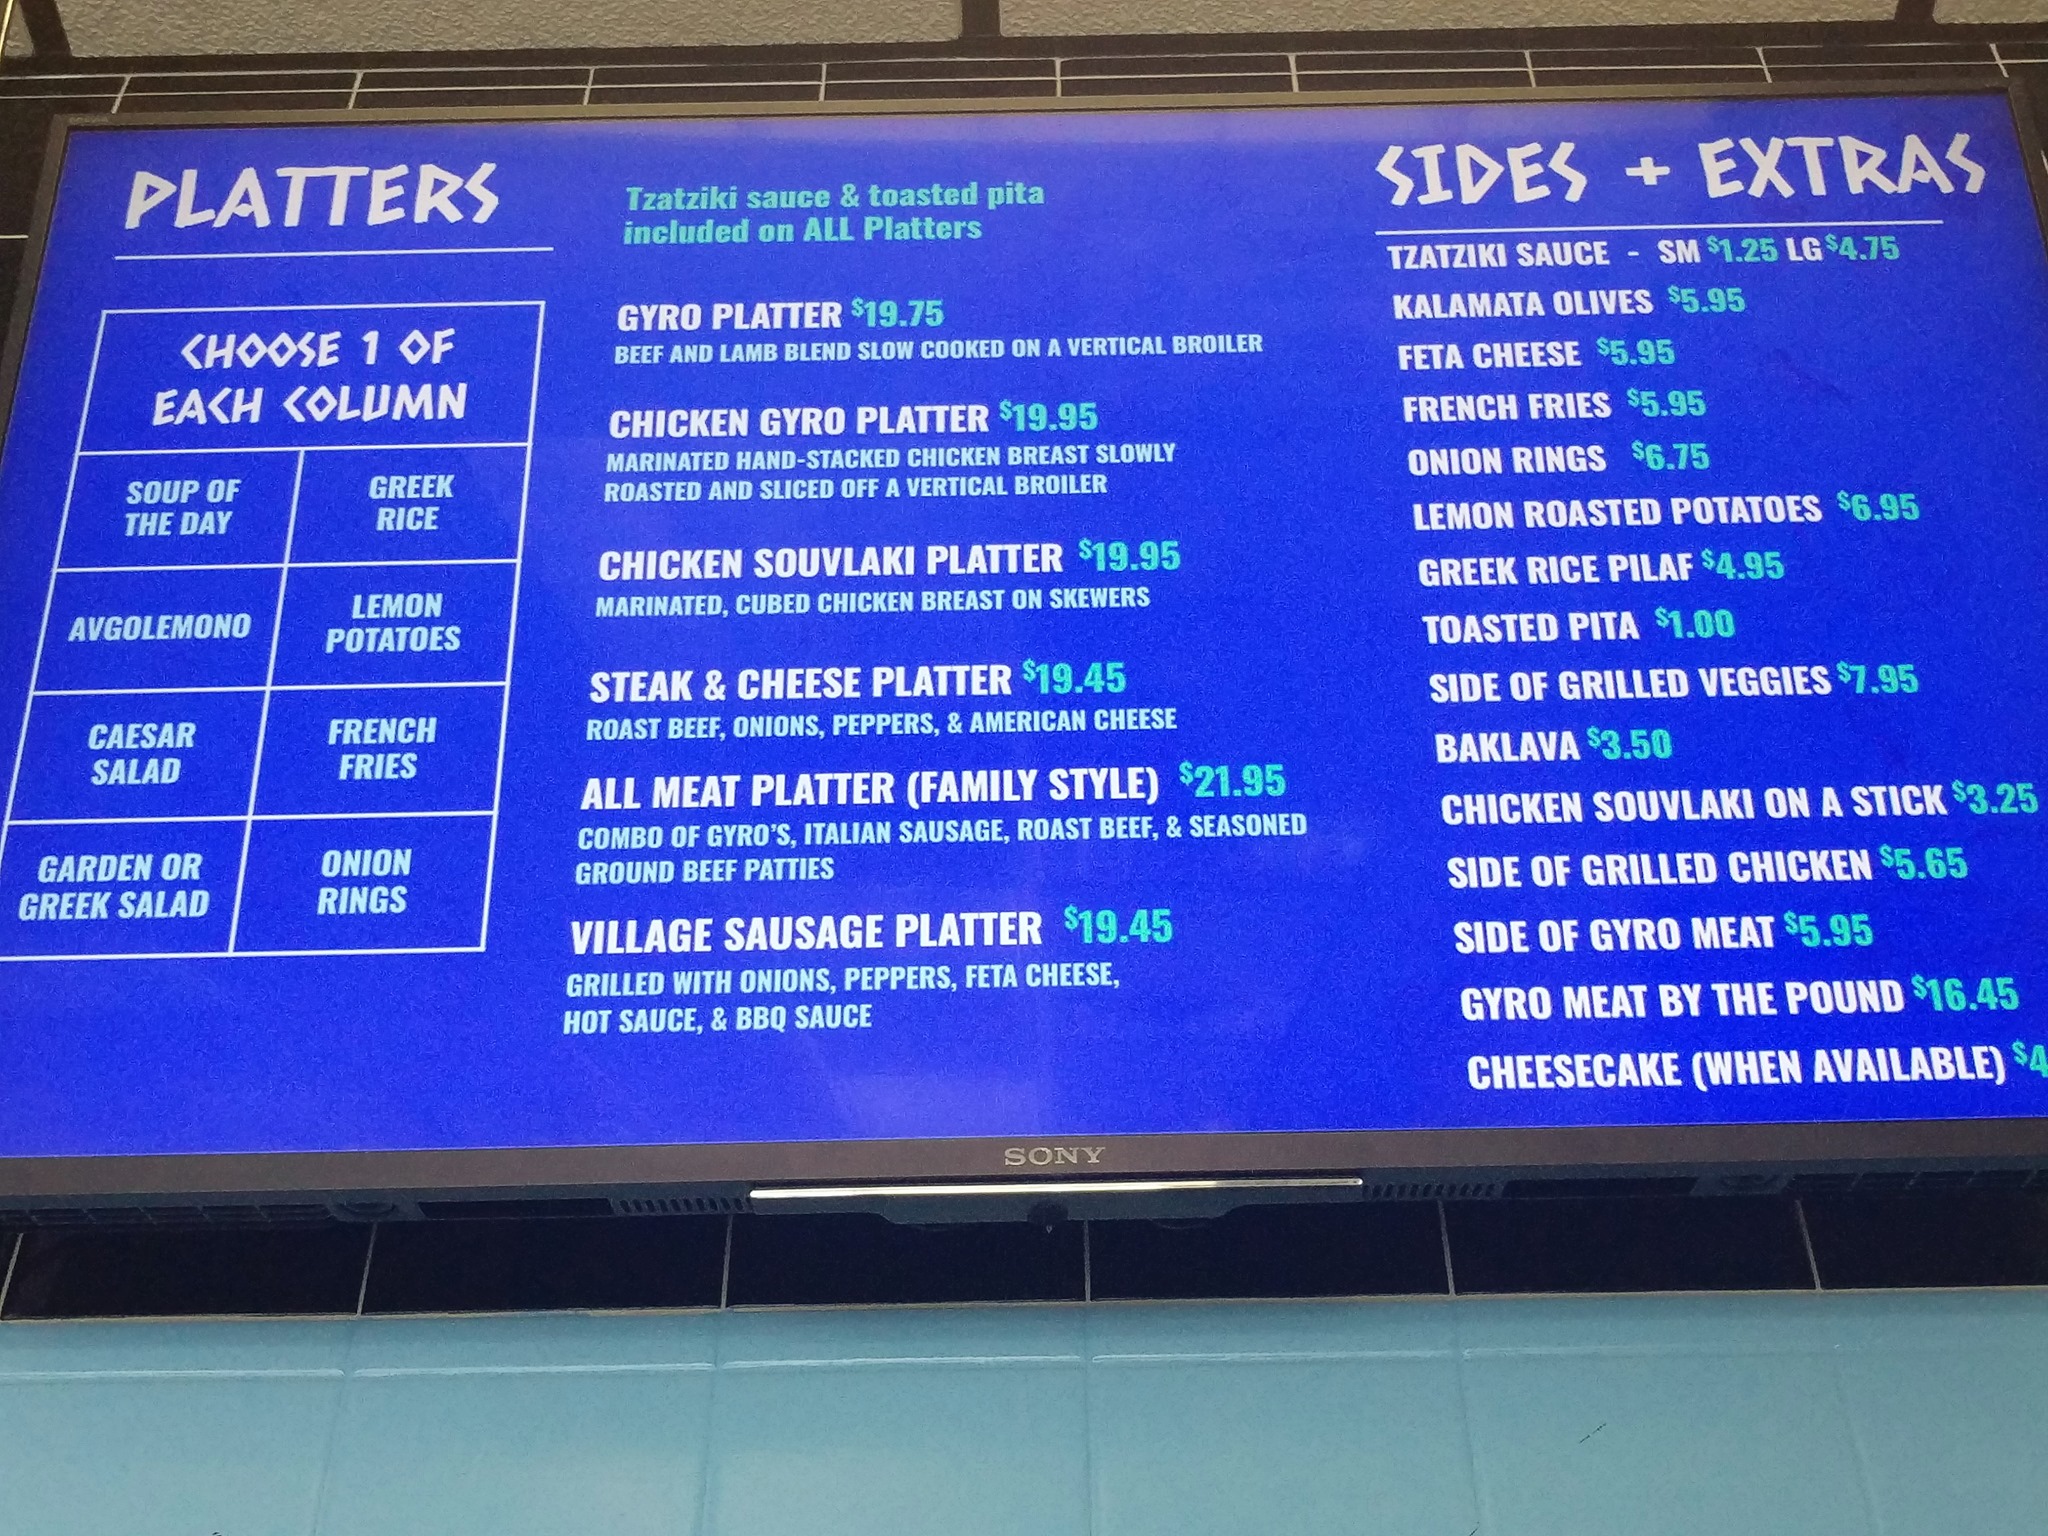 PLATTERS
Tzatziki sauce & toasted pita
included on ALL Platters
CHOOSE 1 OF
EACH COLUMN
SOUP OF
THE DAY
GREEK
RICE
AVGOLEMONO
LEMON
POTATOES
CAESAR
SALAD
FRENCH
FRIES
GARDEN OR
GREEK SALAD
ONION
RINGS
GYRO PLATTER $19.75
BEEF AND LAMB BLEND SLOW COOKED ON A VERTICAL BROILER
CHICKEN GYRO PLATTER $19.95
MARINATED HAND-STACKED CHICKEN BREAST SLOWLY
ROASTED AND SLICED OFF A VERTICAL BROILER
CHICKEN SOUVLAKI PLATTER $19.95
MARINATED, CUBED CHICKEN BREAST ON SKEWERS
STEAK & CHEESE PLATTER $19.45
ROAST BEEF, ONIONS, PEPPERS, & AMERICAN CHEESE
ALL MEAT PLATTER (FAMILY STYLE) $21.95
COMBO OF GYRO'S, ITALIAN SAUSAGE, ROAST BEEF, & SEASONED
GROUND BEEF PATTIES
VILLAGE SAUSAGE PLATTER $19.45
GRILLED WITH ONIONS, PEPPERS, FETA CHEESE,
HOT SAUCE, & BBQ SAUCE
SIDES + EXTRAS
TZATZIKI SAUCE - SM $1.25 LG $4.75
KALAMATA OLIVES $5.95
FETA CHEESE $5.95
FRENCH FRIES $5.95
ONION RINGS $6.75
LEMON ROASTED POTATOES $6.95
GREEK RICE PILAF $4.95
TOASTED PITA $1.00
SIDE OF GRILLED VEGGIES $7.95
BAKLAVA $3.50
CHICKEN SOUVLAKI ON A STICK $3.25
SIDE OF GRILLED CHICKEN $5.65
SIDE OF GYRO MEAT $5.95
GYRO MEAT BY THE POUND $16.45
CHEESECAKE (WHEN AVAILABLE) $4
SONY